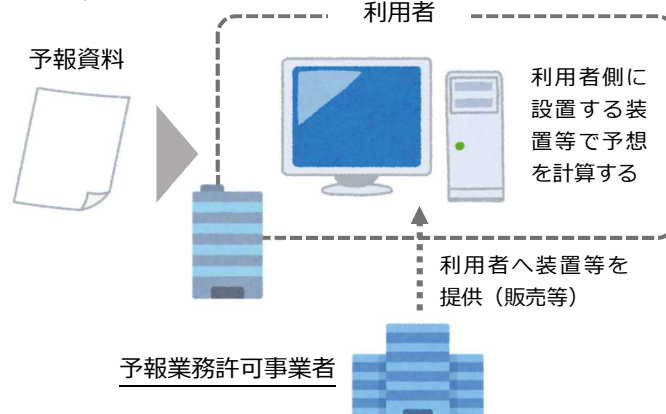 利用者
予報資料
利用者側に
設置する装
置等で予想
を計算する
利用者へ装置等を
提供（販売等）
予報業務許可事業者